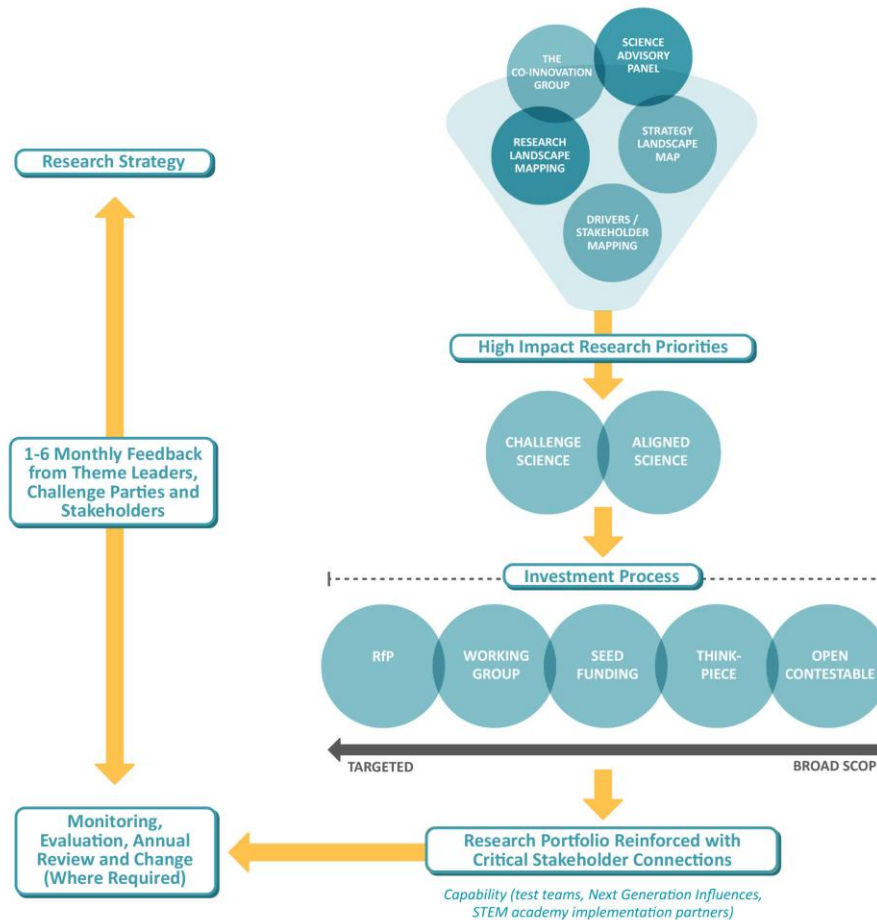 SCIENCE
ADVISORY
PANEL
THE
CO-INNOVATION
GROUP
STRATEGY
LANDSCAPE
MAP
RESEARCH
LANDSCAPE
MAPPING
DRIVERS /
STAKEHOLDER
MAPPING
Research Strategy
High Impact Research Priorities
CHALLENGE
SCIENCE
ALIGNED
SCIENCE
1-6 Monthly Feedback
from Theme Leaders,
Challenge Parties and
Stakeholders
Investment Process
RfP
WORKING
GROUP
SEED
FUNDING
THINK-
PIECE
OPEN
CONTESTABLE
TARGETED
BROAD SCOP
Monitoring,
Evaluation, Annual
Review and Change
(Where Required)
Research Portfolio Reinforced with
Critical Stakeholder Connections
Capability (test teams, Next Generation Influences,
STEM academy implementation partners)